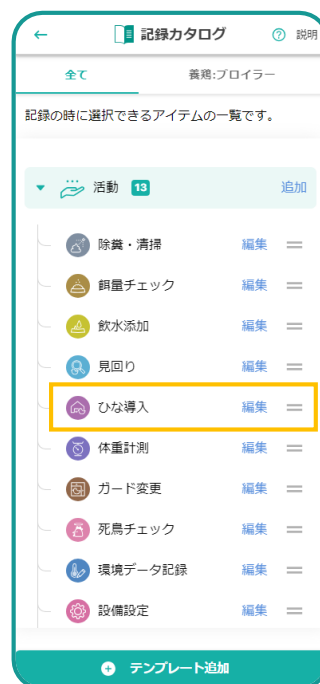 ← 記録カタログ ? 説明
全て 養鶏:ブロイラー
記録の時に選択できるアイテムの一覧です。
活動 13 追加
除糞・清掃 編集
餌量チェック 編集
飲水添加 編集
見回り 編集
ひな導入 編集
体重計測 編集
ガード変更 編集
死鳥チェック 編集
環境データ記録 編集
設備設定 編集
テンプレート追加